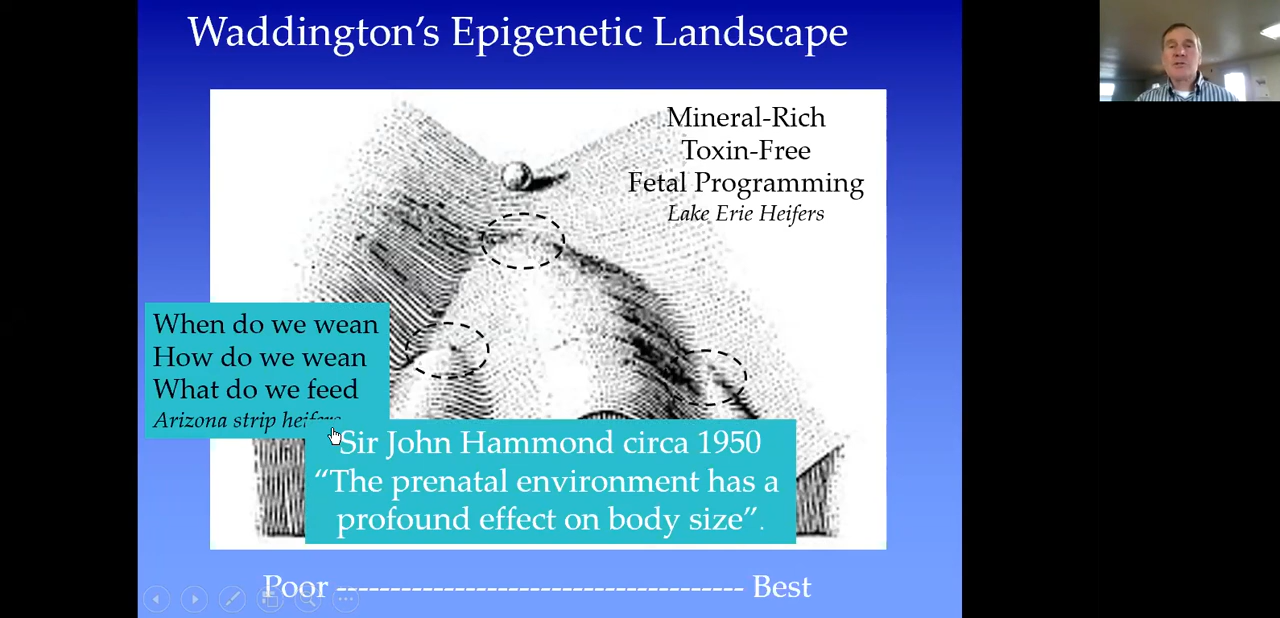 Waddington's Epigenetic Landscape
Mineral-Rich
Toxin-Free
Fetal Programming
Lake Erie Heifers
When do we wean
How do we wean
What do we feed
Arizona strip heifers
Sir John Hammond circa 1950
“The prenatal environment has a
profound effect on body size”.
Poor ------------------------------------- Best